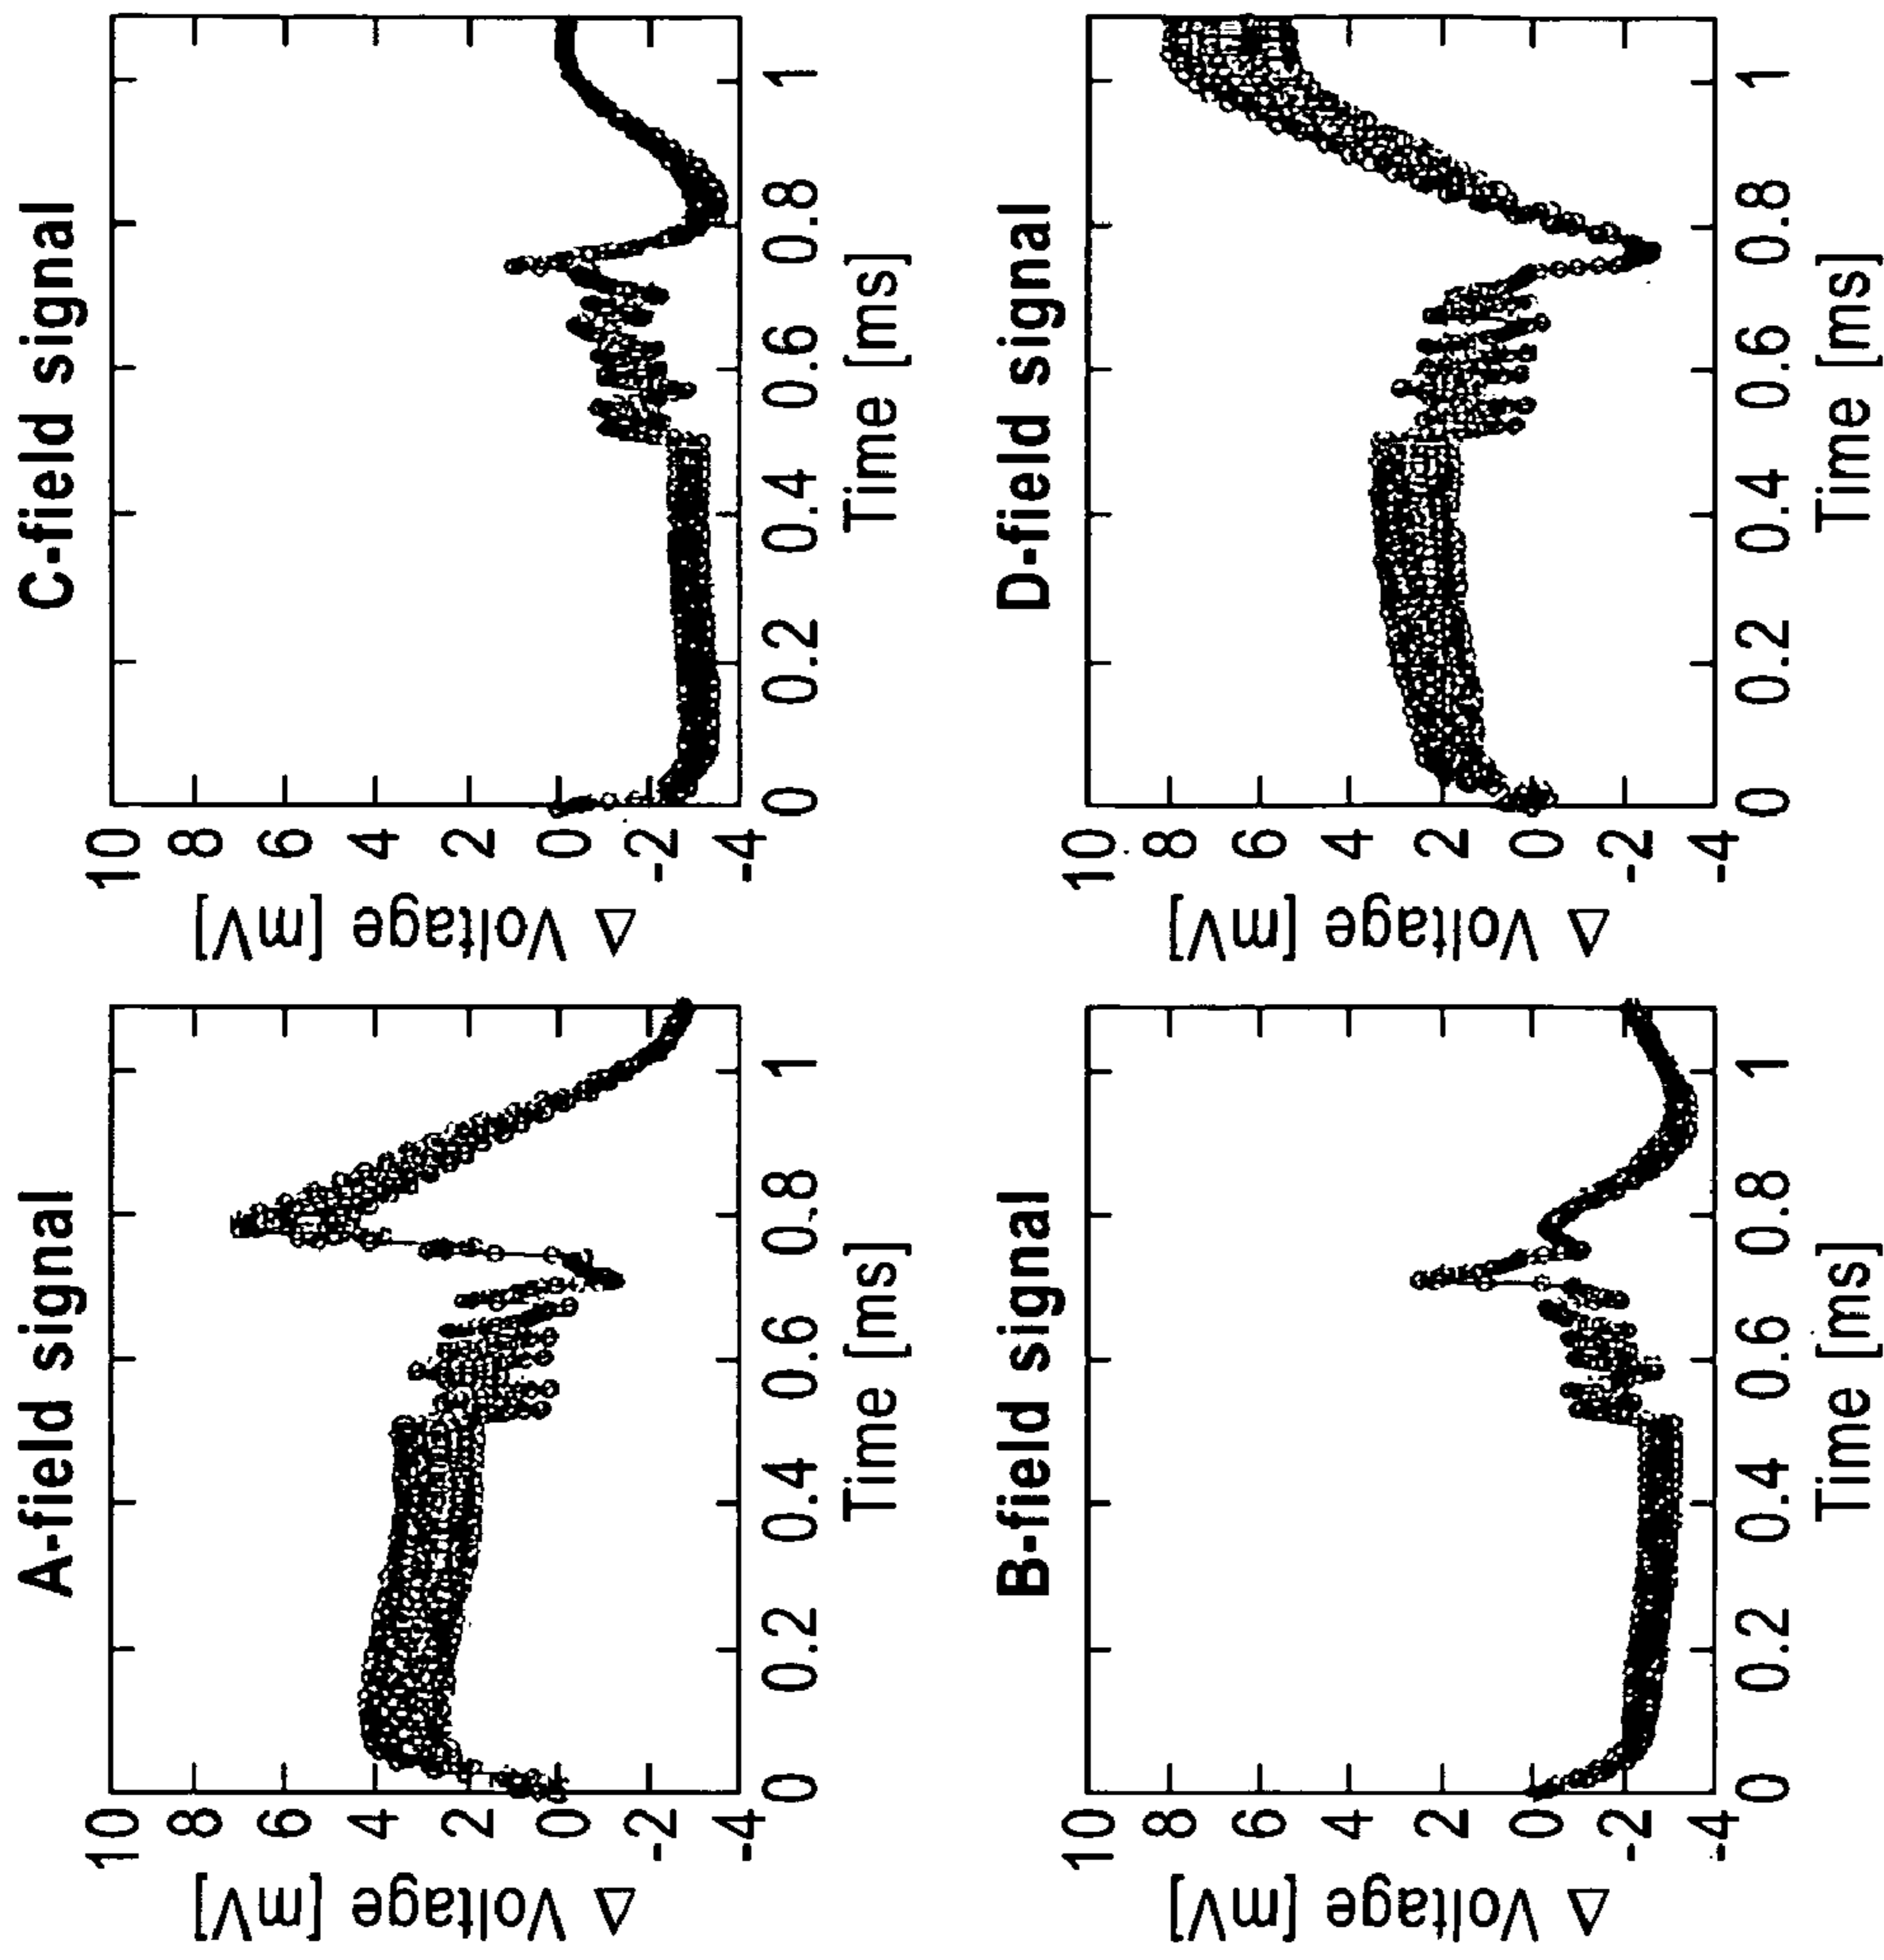 A-field signal
Δ Voltage [mV]
10
8
6
4
2
0
-2
-4
0 0.2 0.4 0.6 0.8 1
Time [ms]
C-field signal
Δ Voltage [mV]
10
8
6
4
2
0
-2
-4
0 0.2 0.4 0.6 0.8 1
Time [ms]
B-field signal
Δ Voltage [mV]
10
8
6
4
2
0
-2
-4
0 0.2 0.4 0.6 0.8 1
Time [ms]
D-field signal
Δ Voltage [mV]
10
8
6
4
2
0
-2
-4
0 0.2 0.4 0.6 0.8 1
Time [ms]